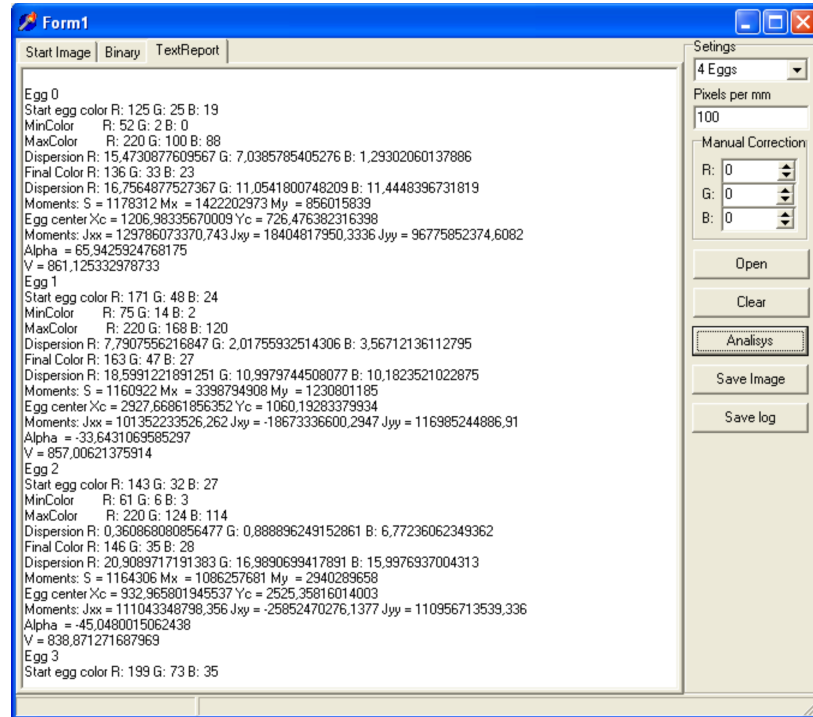 Form1
Start Image
Binary
TextReport
Egg 0
Start egg color R: 125 G: 25 B: 19
MinColor R: 52 G: 2 B: 0
MaxColor R: 220 G: 100 B: 88
Dispersion R: 15,4730877609567 G: 7,0385785405276 B: 1,29302060137886
Final Color R: 136 G: 33 B: 23
Dispersion R: 16,7564877527367 G: 11,0541800748209 B: 11,4448396731819
Moments: S = 1178312 Mx = 1422202973 My = 856015839
Egg center Xc = 1206,98335670009 Yc = 726,476382316398
Moments: Jxx = 129786073370,743 Jxy = 18404817950,3336 Jyy = 96775852374,6082
Alpha = 65,9425924768175
V = 861,125332978733
Egg 1
Start egg color R: 171 G: 48 B: 24
MinColor R: 75 G: 14 B: 2
MaxColor R: 220 G: 168 B: 120
Dispersion R: 7,7907556216847 G: 2,01755932514306 B: 3,56712136112795
Final Color R: 163 G: 47 B: 27
Dispersion R: 18,5991221891251 G: 10,9979744508077 B: 10,1823521022875
Moments: S = 1160922 Mx = 3398794908 My = 1230801185
Egg center Xc = 2927,66861856352 Yc = 1060,19283379934
Moments: Jxx = 101352233526,262 Jxy = -18673336600,2947 Jyy = 116985244886,91
Alpha = -33,6431069585297
V = 857,00621375914
Egg 2
Start egg color R: 143 G: 32 B: 27
MinColor R: 61 G: 6 B: 3
MaxColor R: 220 G: 124 B: 114
Dispersion R: 0,360868080856477 G: 0,888896249152861 B: 6,77236062349362
Final Color R: 146 G: 35 B: 28
Dispersion R: 20,9089717191383 G: 16,9890699417891 B: 15,9976937004313
Moments: S = 1164306 Mx = 1086257681 My = 2940289658
Egg center Xc = 932,965801945537 Yc = 2525,35816014003
Moments: Jxx = 111043348798,356 Jxy = -25852470276,1377 Jyy = 110956713539,336
Alpha = -45,0480015062438
V = 838,871271687969
Egg 3
Start egg color R: 199 G: 73 B: 35
Setings
4 Eggs
Pixels per mm
100
Manual Correction
R: 0
G: 0
B: 0
Open
Clear
Analisys
Save Image
Save log